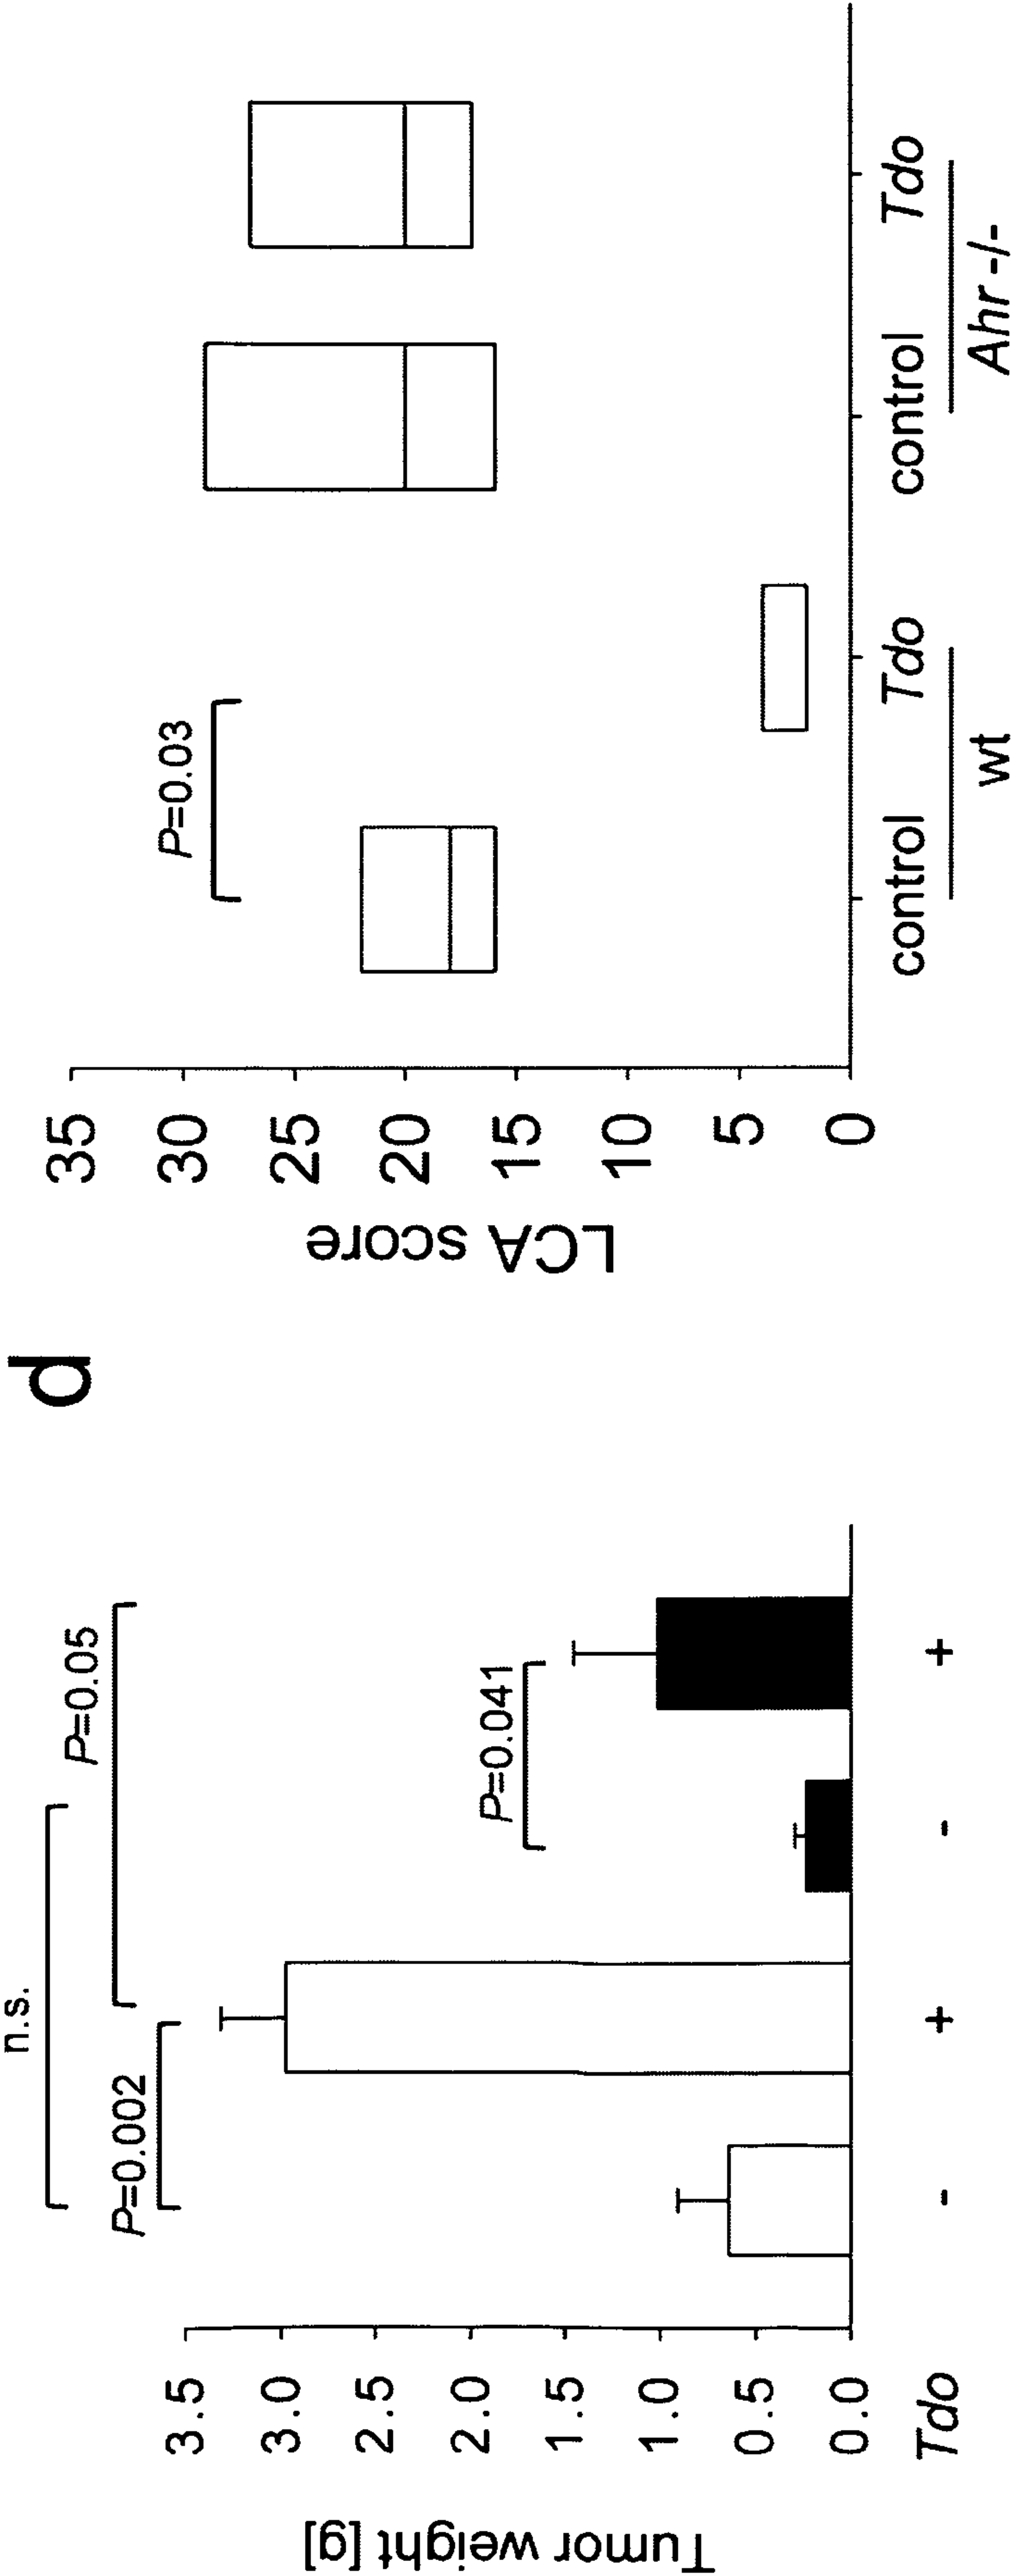 n.s.
P=0.05
P=0.002
P=0.041
3.5
3.0
2.5
2.0
1.5
1.0
0.5
0.0
Tumor weight [g]
Tdo - + - +
d
P=0.03
35
30
25
20
15
10
5
0
LCA score
control Tdo control Tdo
wt Ahr -/-